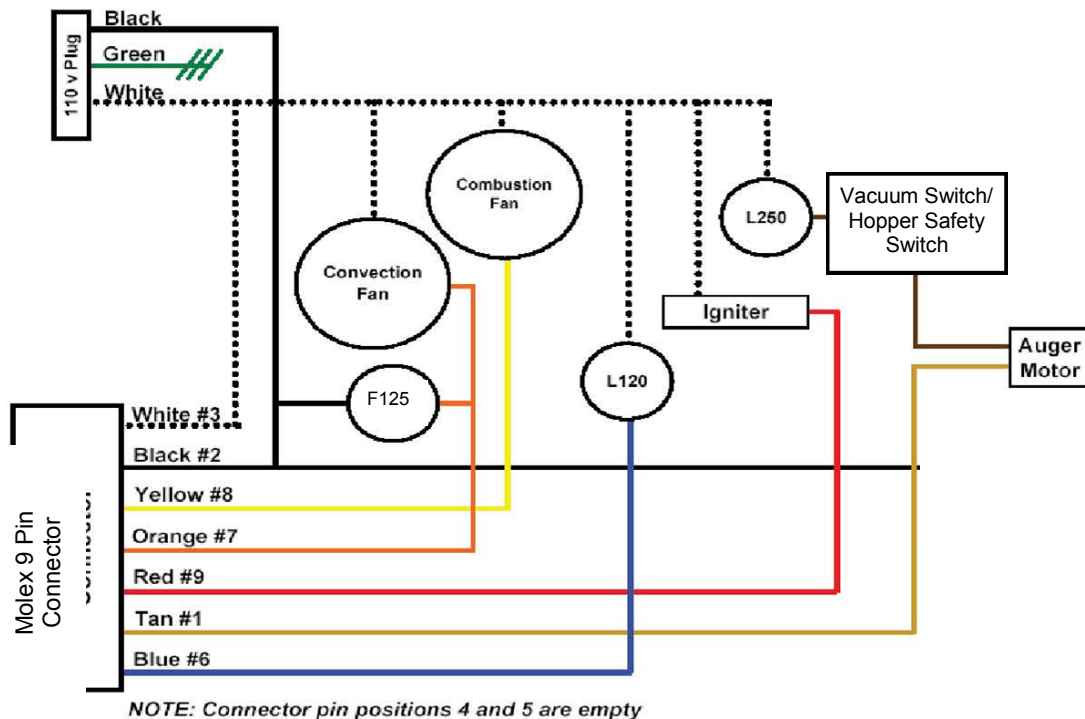 110 v Plug
Black
Green
White
Combustion
Fan
Convection
Fan
L250
Vacuum Switch/
Hopper Safety
Switch
Igniter
Auger
Motor
L120
F125
Molex 9 Pin
Connector
White #3
Black #2
Yellow #8
Orange #7
Red #9
Tan #1
Blue #6
NOTE: Connector pin positions 4 and 5 are empty